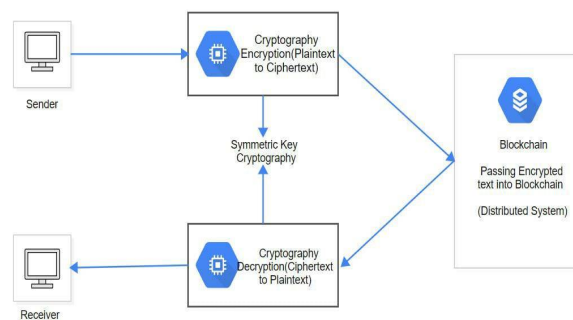 Sender
Cryptography
Encryption(Plaintext
to Ciphertext)
Symmetric Key
Cryptography
Blockchain
Passing Encrypted
text into Blockchain
(Distributed System)
Cryptography
Decryption(Ciphertext
to Plaintext)
Receiver